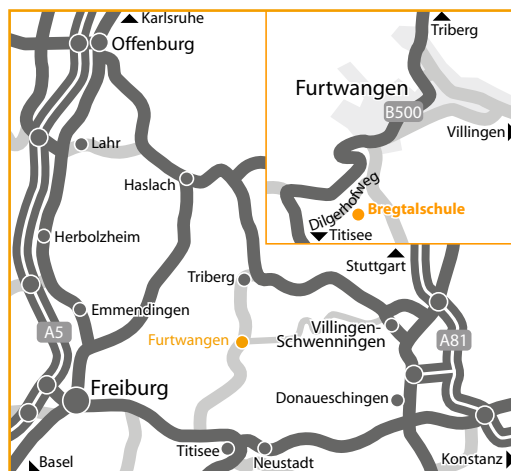 Karlsruhe
Offenburg
Lahr
Haslach
Herbolzheim
Triberg
Emmendingen
A5
Furtwangen
Villingen-
Schwenningen
A81
Freiburg
Donaueschingen
Titisee
Neustadt
Basel
Konstanz
Stuttgart
Triberg
Furtwangen
B500
Villingen
Dilgerhofweg
Bregtalschule
Titisee